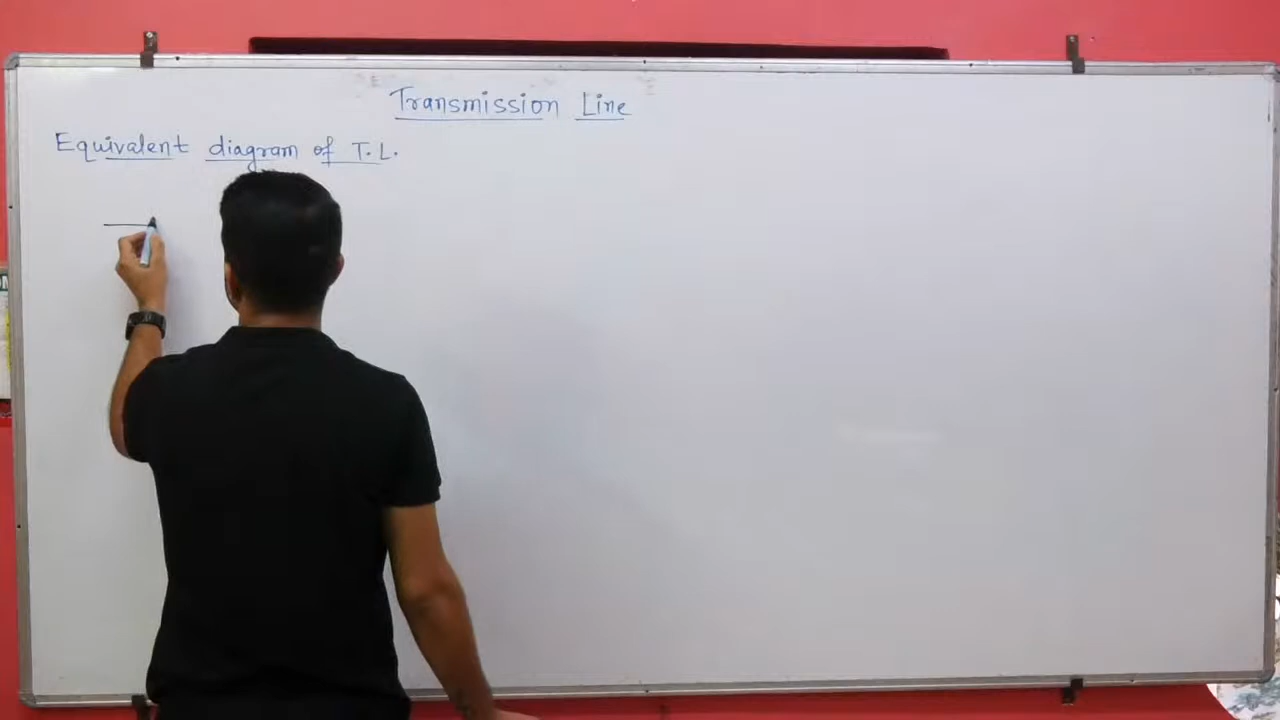 Transmission Line
Equivalent diagram of T.L.